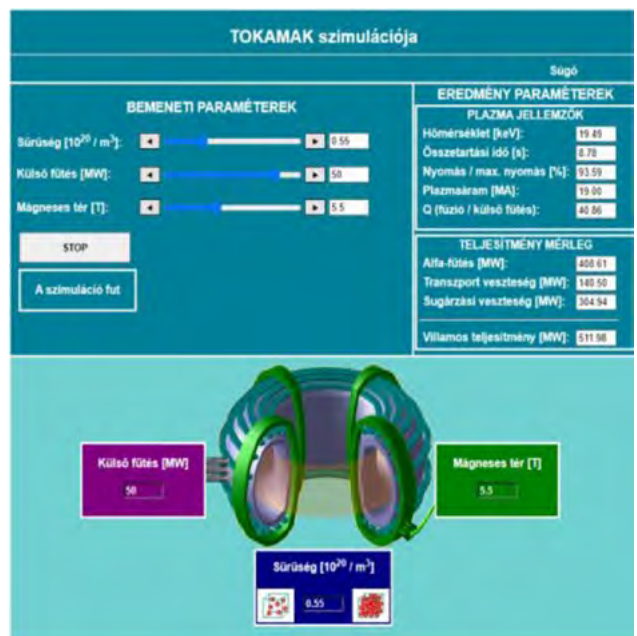 TOKAMAK szimulációja
Súgó
BEMENETI PARAMÉTEREK
Sűrűség [10²⁰ / m³]: 0.55
Külső fűtés [MW]: 50
Mágneses tér [T]: 5.5
STOP
A szimuláció fut
EREDMÉNY PARAMÉTEREK
PLAZMA JELLEMZŐK
Hőmérséklet [keV]: 19.49
Összetartási idő [s]: 8.78
Nyomás / max. nyomás [%]: 93.59
Plazmaáram [MA]: 19.00
Q (fúzió / külső fűtés): 40.86
TELJESÍTMÉNY MÉRLEG
Alfa-fűtés [MW]: 408.61
Transzport veszteség [MW]: 140.50
Sugárzási veszteség [MW]: 304.94
Villamos teljesítmény [MW]: 511.98
Külső fűtés [MW]
50
Mágneses tér [T]
5.5
Sűrűség [10²⁰ / m³]
0.55